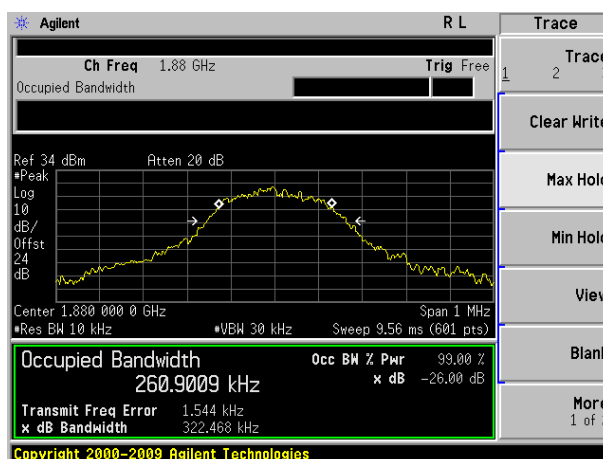 Agilent R L Trace
Ch Freq 1.88 GHz Trig Free
Occupied Bandwidth
Trace
1 2
Clear Write
Max Hold
Min Hold
View
Blank
More
1 of
Ref 34 dBm Atten 20 dB
#Peak
Log
10
dB/
Offst
24
dB
Center 1.880 000 0 GHz Span 1 MHz
#Res BW 10 kHz #VBW 30 kHz Sweep 9.56 ms (601 pts)
Occupied Bandwidth Occ BW % Pwr 99.00 %
260.9009 kHz x dB -26.00 dB
Transmit Freq Error 1.544 kHz
x dB Bandwidth 322.468 kHz
Copyright 2000-2009 Agilent Technologies